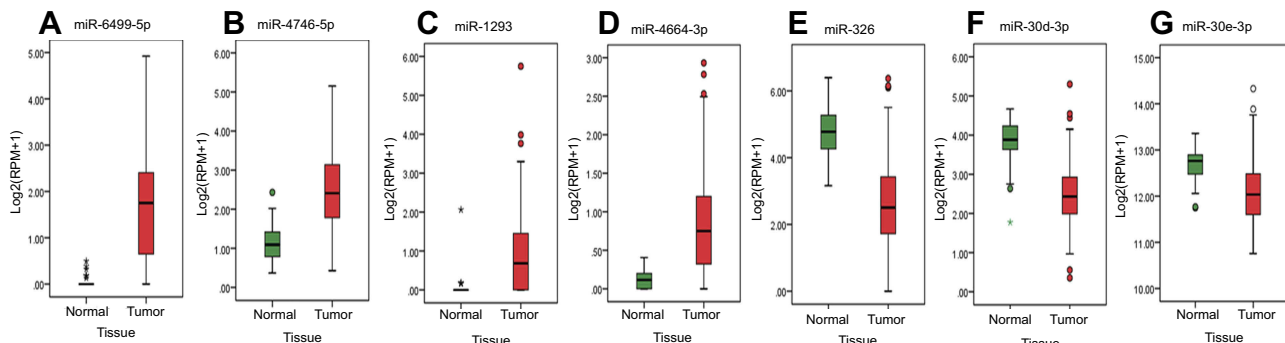 A miR-6499-5p
Log2(RPM+1)
5.00
4.00
3.00
2.00
1.00
.00
Normal Tumor
Tissue
B miR-4746-5p
Log2(RPM+1)
6.00
5.00
4.00
3.00
2.00
1.00
.00
Normal Tumor
Tissue
C miR-1293
Log2(RPM+1)
6.00
5.00
4.00
3.00
2.00
1.00
.00
Normal Tumor
Tissue
D miR-4664-3p
Log2(RPM+1)
3.00
2.50
2.00
1.50
1.00
.50
.00
Normal Tumor
Tissue
E miR-326
Log2(RPM+1)
6.00
4.00
2.00
.00
Normal Tumor
Tissue
F miR-30d-3p
Log2(RPM+1)
6.00
5.00
4.00
3.00
2.00
1.00
.00
Normal Tumor
Tissue
G miR-30e-3p
Log2(RPM+1)
15.00
14.00
13.00
12.00
11.00
10.00
Normal Tumor
Tissue